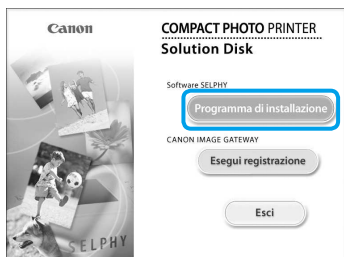 Canon
COMPACT PHOTO PRINTER
Solution Disk
Software SELPHY
Programma di installazione
CANON IMAGE GATEWAY
Esegui registrazione
Esci
SELPHY